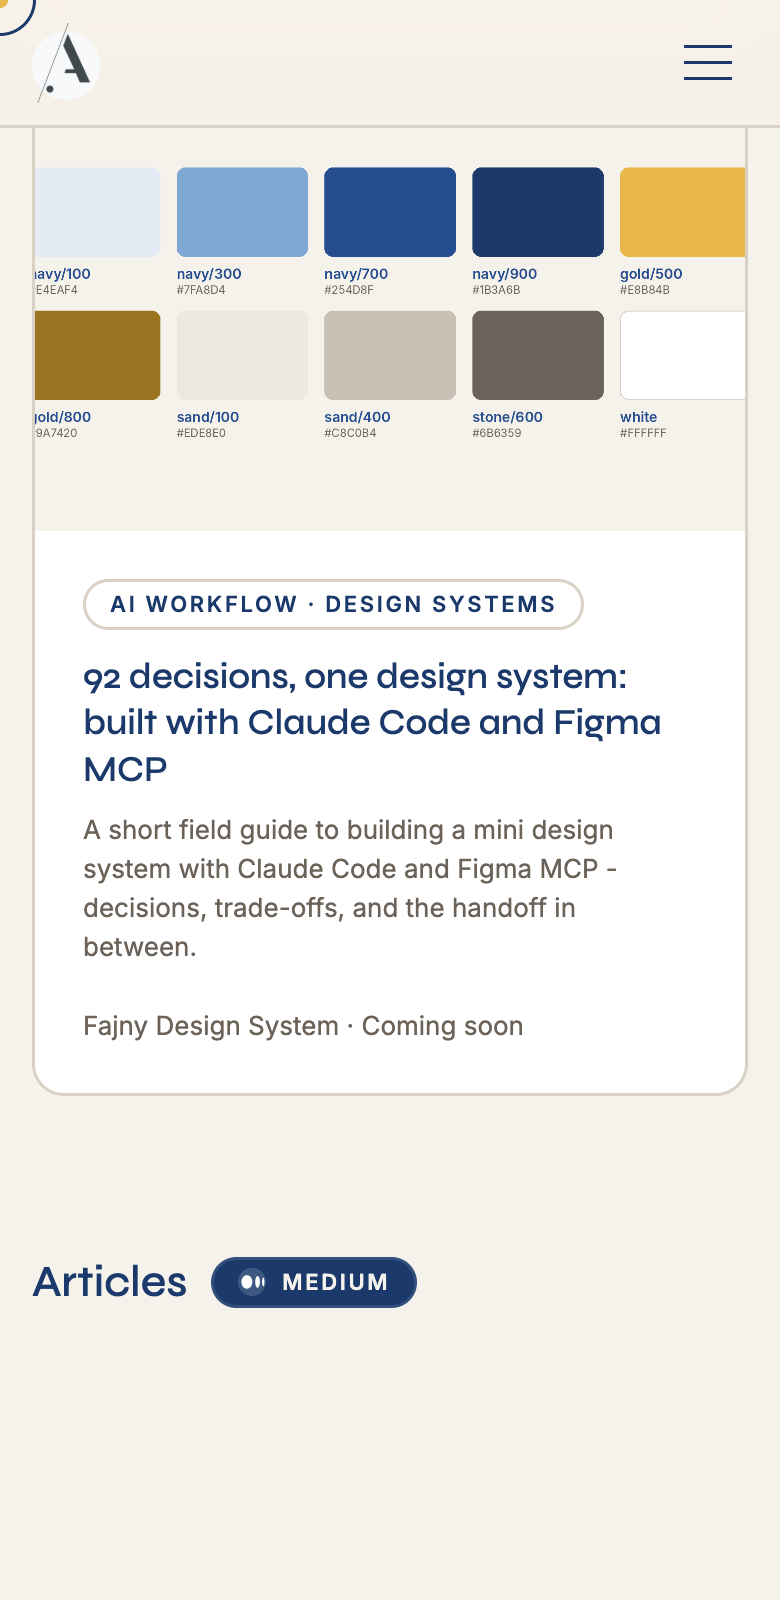 A
navy/100 navy/300 navy/700 navy/900 gold/500
E4EAF4 #7FA8D4 #254D8F #1B3A6B #E8B84B
gold/800 sand/100 sand/400 stone/600 white
9A7420 #EDE8E0 #C8C0B4 #6B6359 #FFFFFF
AI WORKFLOW · DESIGN SYSTEMS
92 decisions, one design system:
built with Claude Code and Figma
MCP
A short field guide to building a mini design
system with Claude Code and Figma MCP -
decisions, trade-offs, and the handoff in
between.
Fajny Design System · Coming soon
Articles MEDIUM